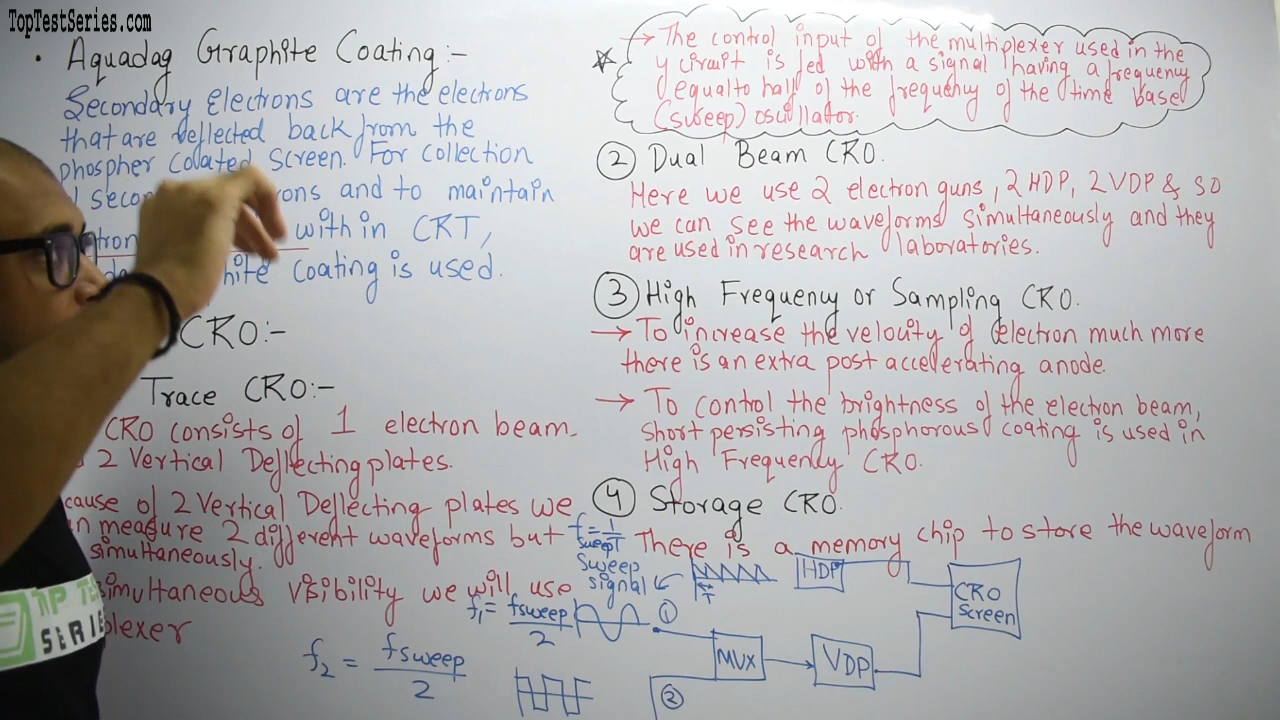 TopTestSeries.com
• Aquadag Graphite Coating:-
Secondary Electrons are the electrons
that are deflected back from the
phospher coated screen. For collection
secon ons and to maintain
with in CRT,
hite coating is used.
CRO:-
Trace CRO:-
CRO consists of 1 electron beam.
2 Vertical Deflecting plates.
cause of 2 Vertical Deflecting plates we
n measure 2 different waveforms but
simultaneously.
simultaneous visibility we will use
plexer
→ The control input of the multiplexer used in the
y circuit is fed with a signal having a frequency
equal to half of the frequency of the time base
(sweep) oscillator.
② Dual Beam CRO.
Here we use 2 electron guns, 2 HDP, 2 VDP & so
we can see the waveforms simultaneously and they
are used in research laboratories.
③ High Frequency or Sampling CRO.
→ To increase the velocity of electron much more
there is an extra post accelerating anode.
→ To control the brightness of the electron beam,
short persisting phosphorous coating is used in
High Frequency CRO.
④ Storage CRO.
There is a memory chip to store the waveform
f = 1/T
sweep
sweep
signal
T
HDP
CRO
Screen
f₁ = fsweep/2
①
MUX
VDP
f₂ = fsweep/2
②
TOP TES
SERIES